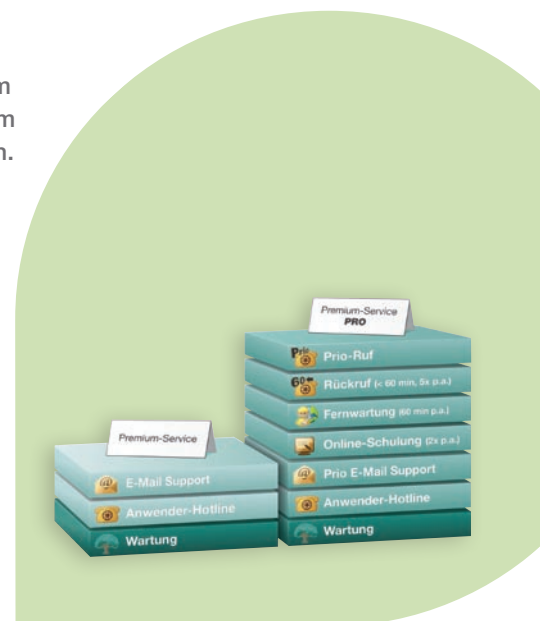 n.
Premium-Service
E-Mail Support
Anwender-Hotline
Wartung
Premium-Service
PRO
Prio-Ruf
Rückruf (< 60 min, 5x p.a.)
Fernwartung (60 min p.a.)
Online-Schulung (2x p.a.)
Prio E-Mail Support
Anwender-Hotline
Wartung